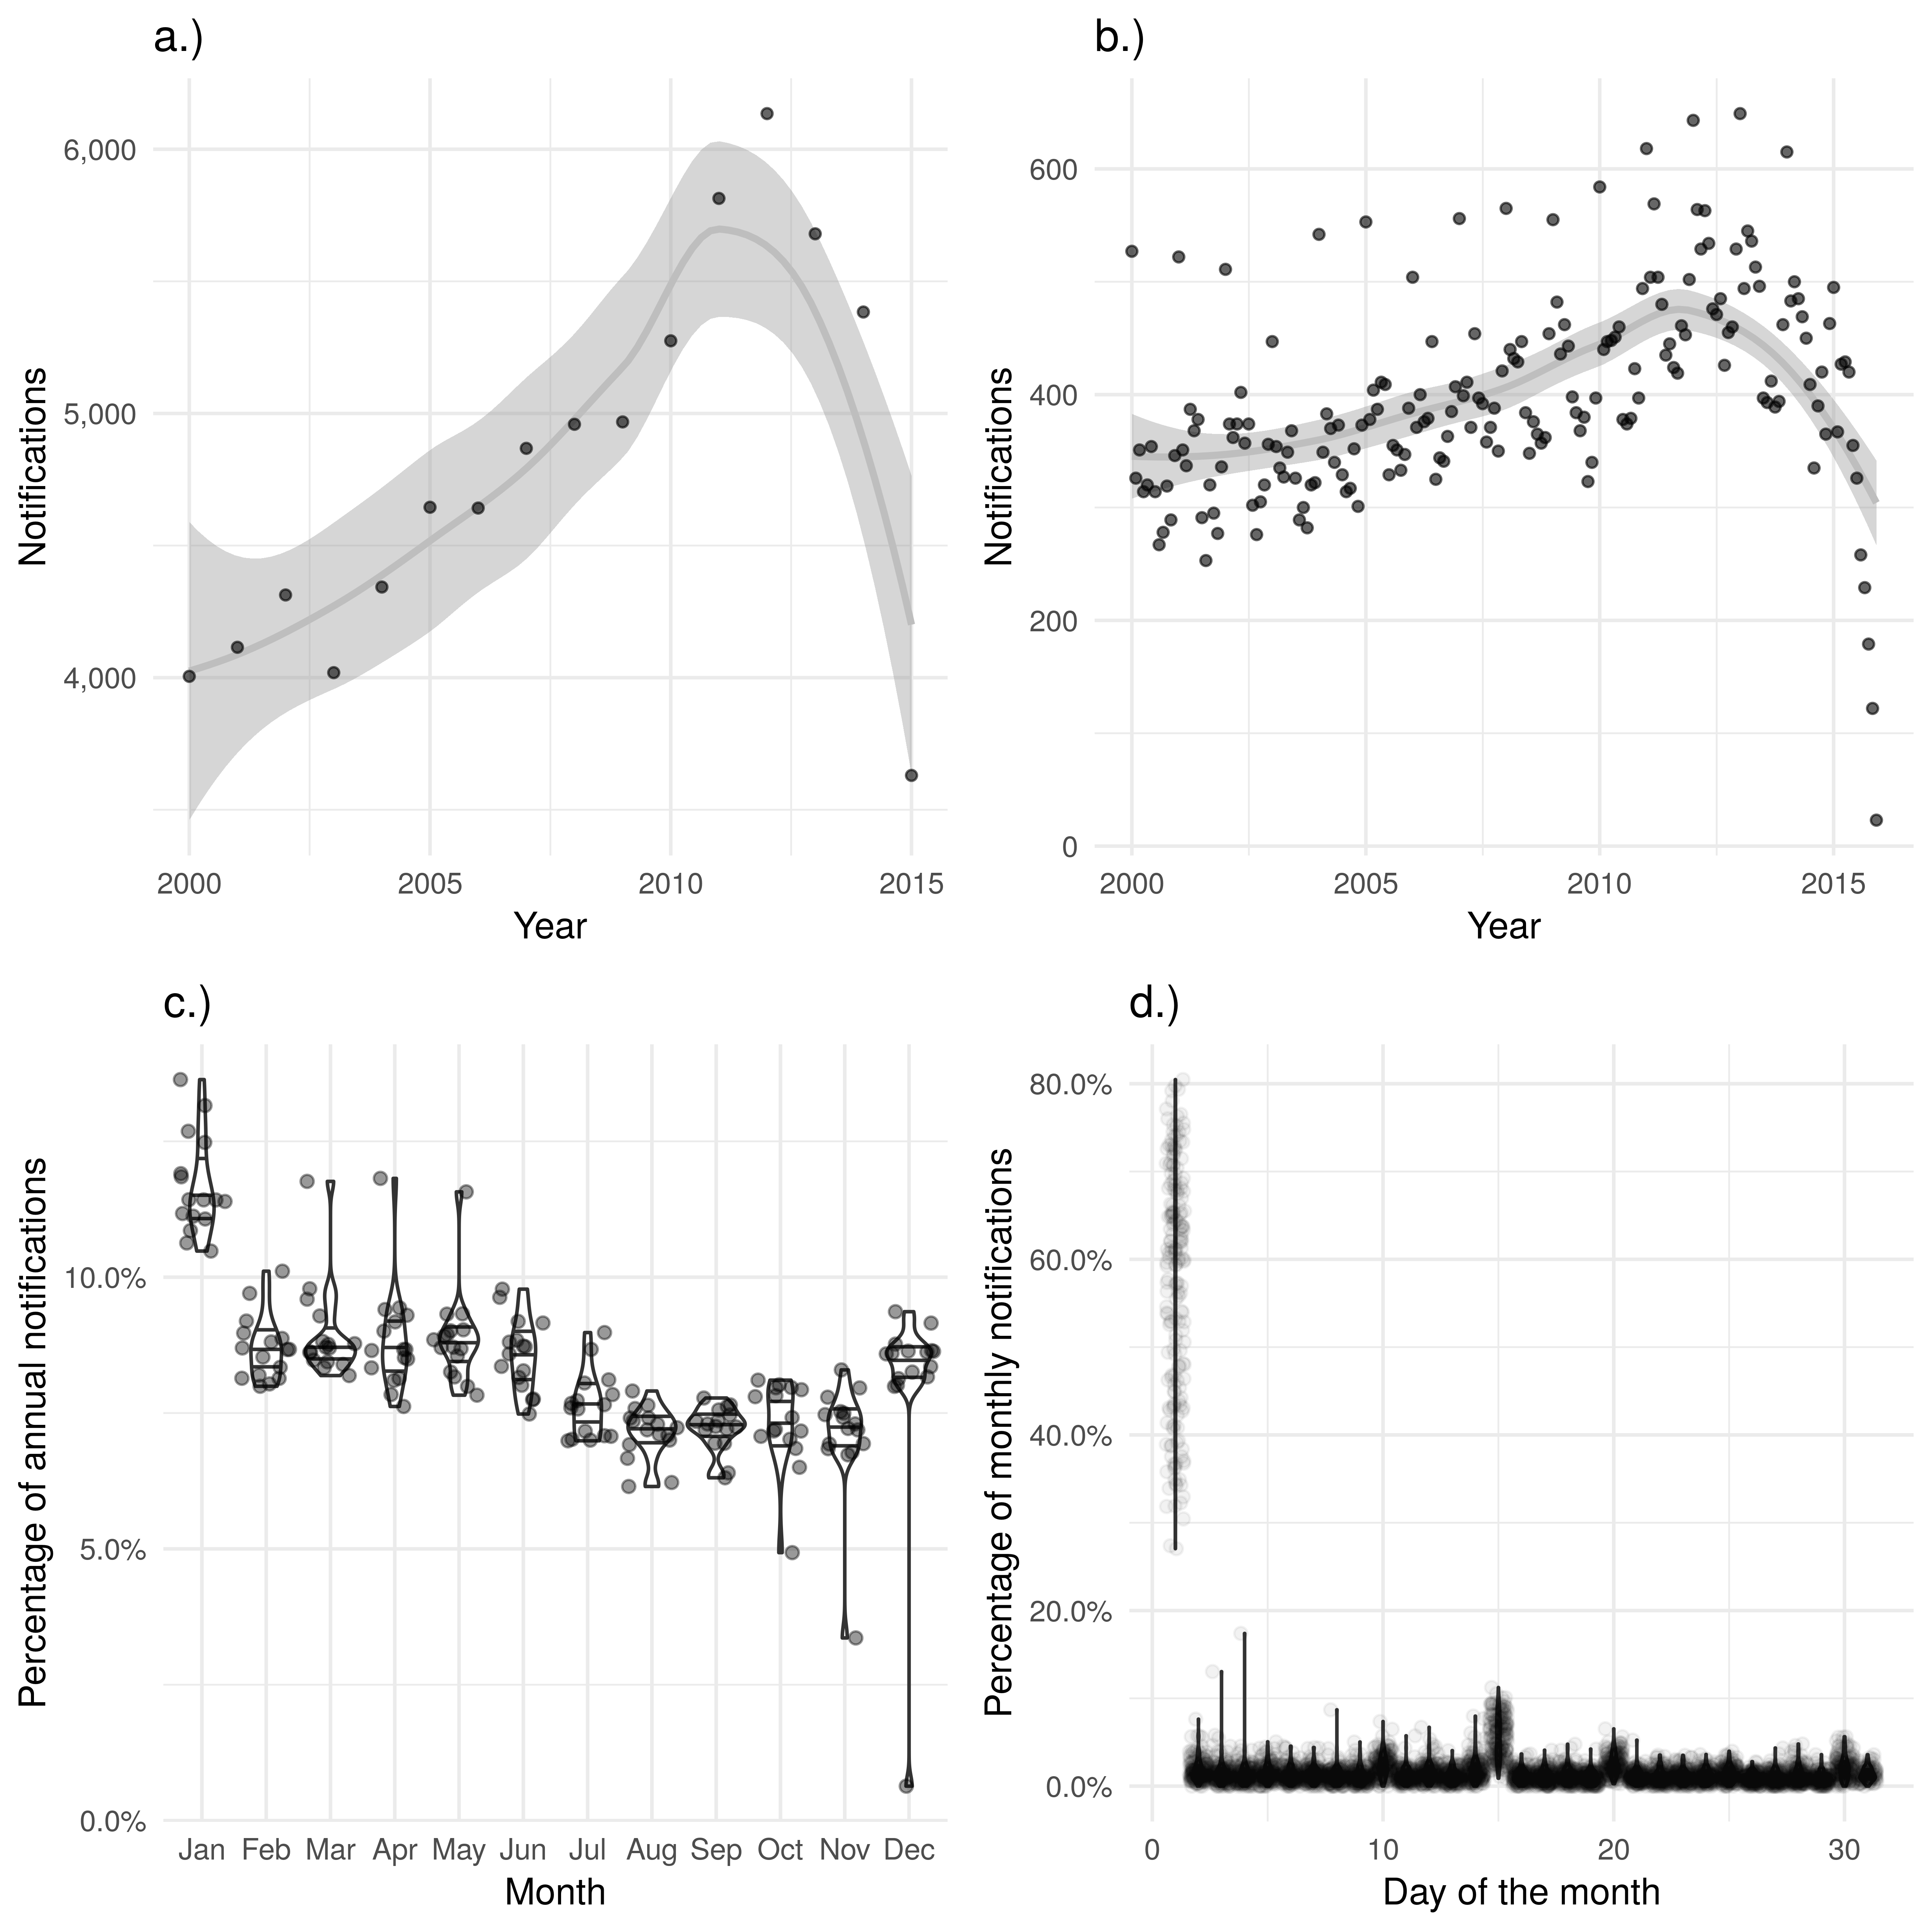 a.)
Notifications
6,000
5,000
4,000
2000 2005 2010 2015
Year
b.)
Notifications
600
400
200
0
2000 2005 2010 2015
Year
c.)
Percentage of annual notifications
10.0%
5.0%
0.0%
Jan Feb Mar Apr May Jun Jul Aug Sep Oct Nov Dec
Month
d.)
Percentage of monthly notifications
80.0%
60.0%
40.0%
20.0%
0.0%
0 10 20 30
Day of the month